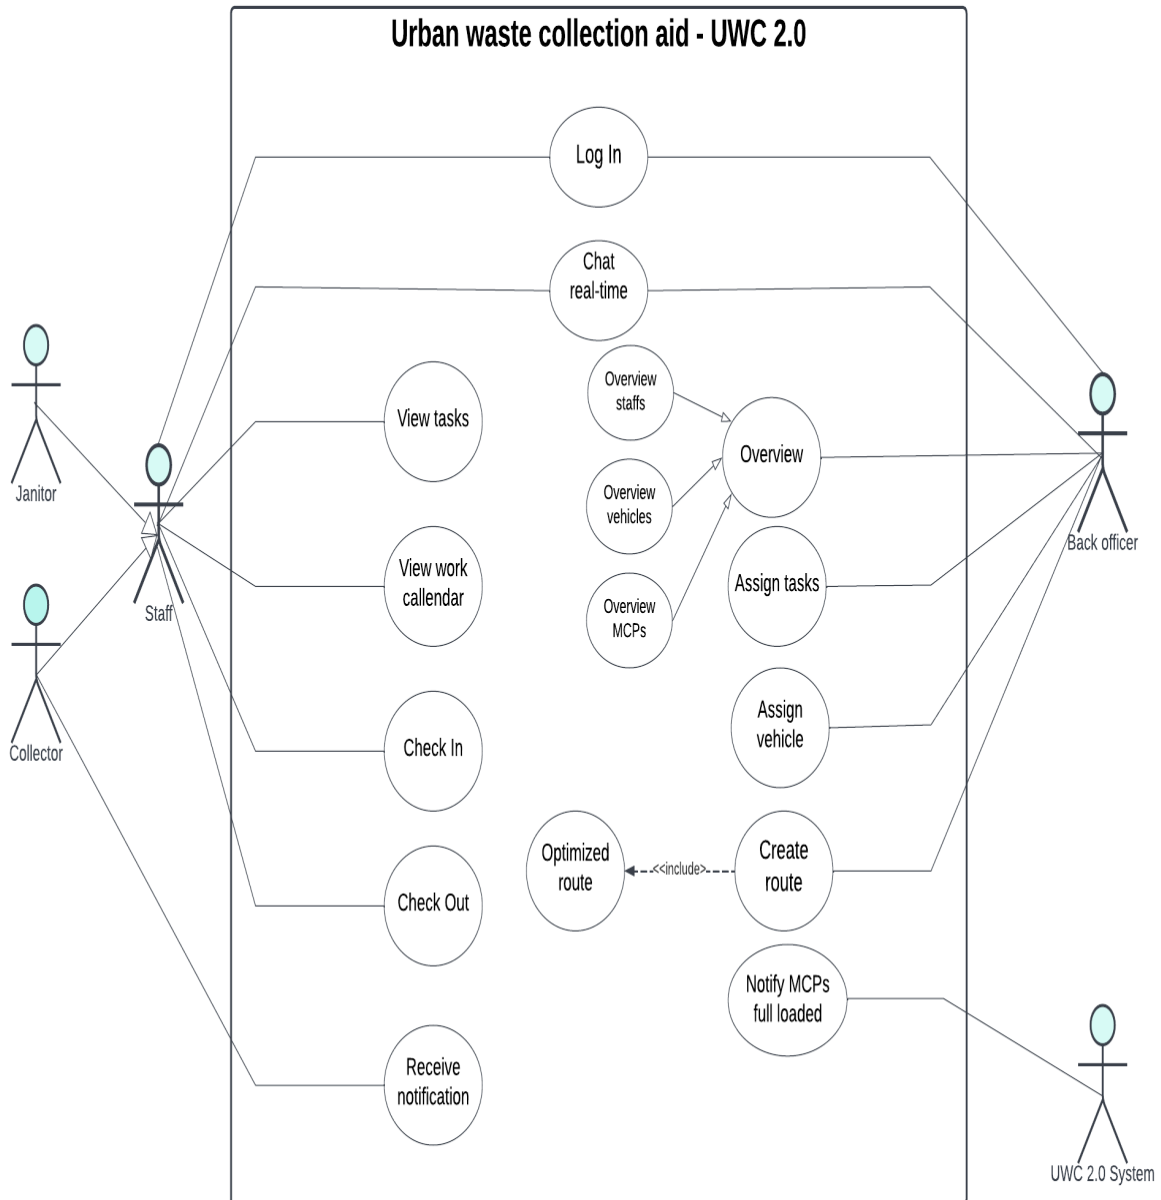 Urban waste collection aid - UWC 2.0
Log In
Chat
real-time
Overview
staffs
View tasks
Overview
Overview
vehicles
Janitor
Back officer
View work
callendar
Assign tasks
Overview
MCPs
Staff
Assign
vehicle
Check In
Collector
Optimized
route
<<include>>
Create
route
Check Out
Notify MCPs
full loaded
Receive
notification
UWC 2.0 System